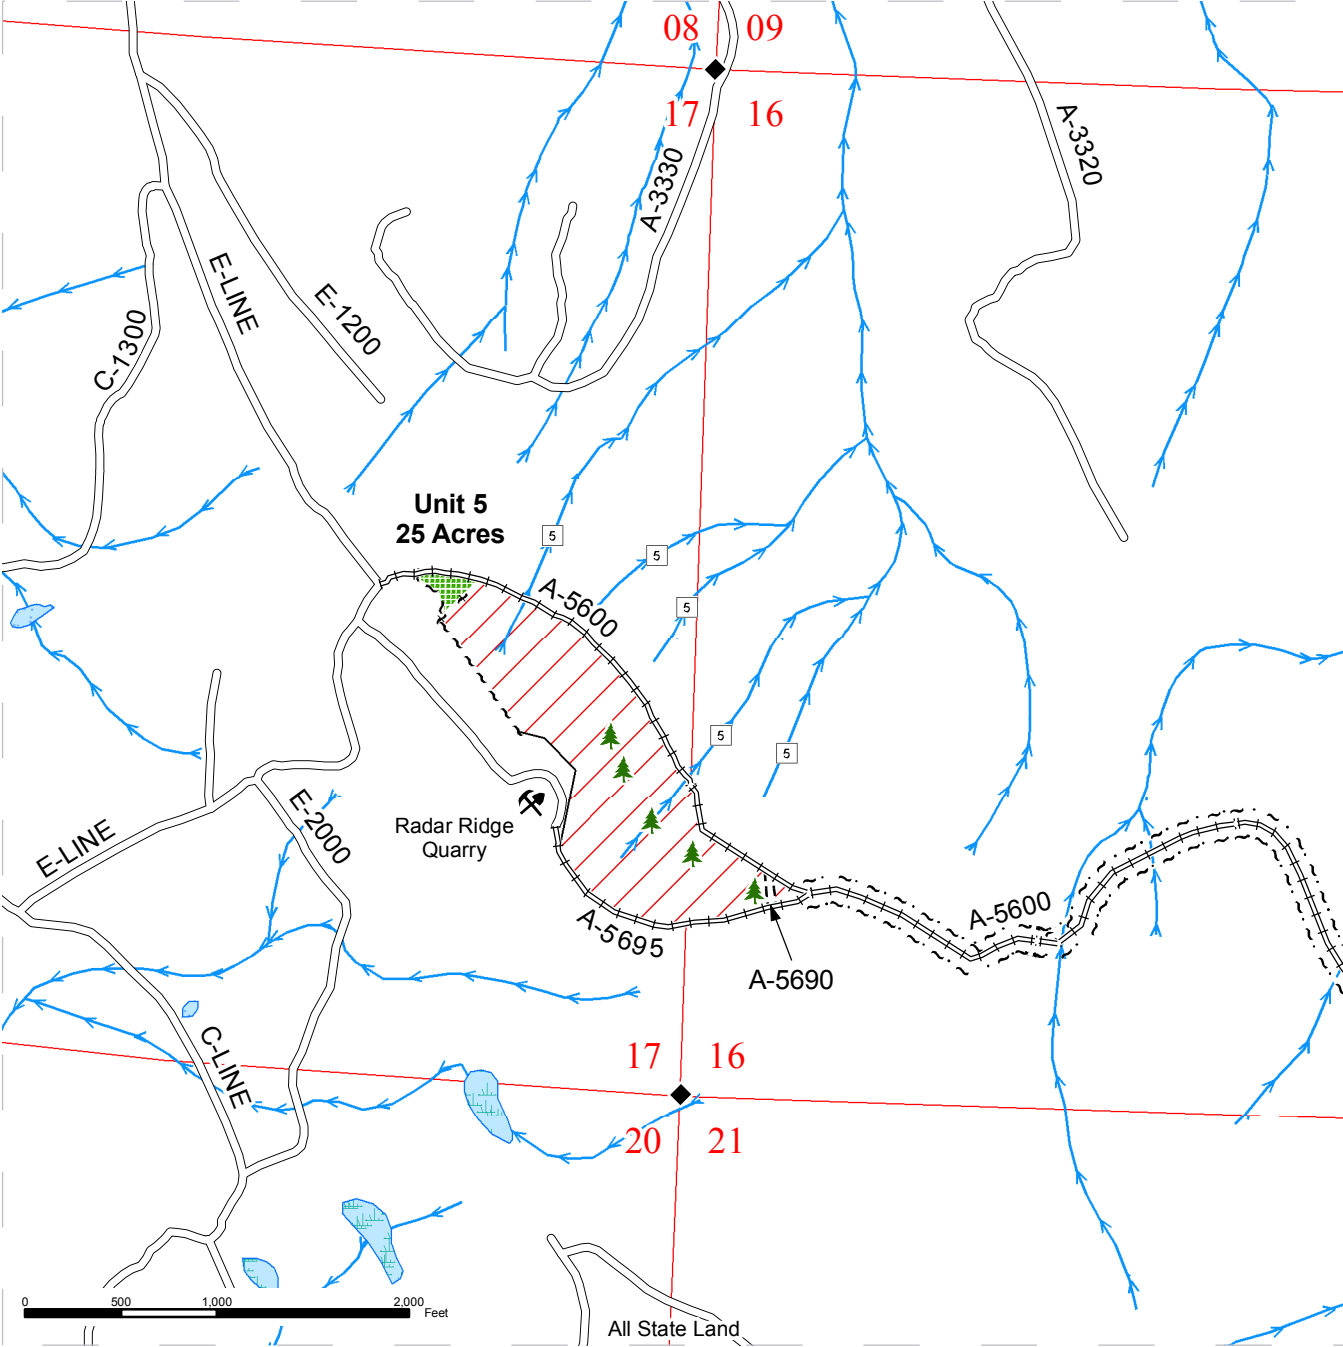 08 09
17 16
A-3320
A-3330
E-LINE
E-1200
C-1300
Unit 5
25 Acres
5
5
5
A-5600
5
5
E-2000
Radar Ridge
Quarry
E-LINE
A-5600
A-5695
A-5690
C-LINE
17 16
20 21
0 500 1,000 2,000
Feet
All State Land